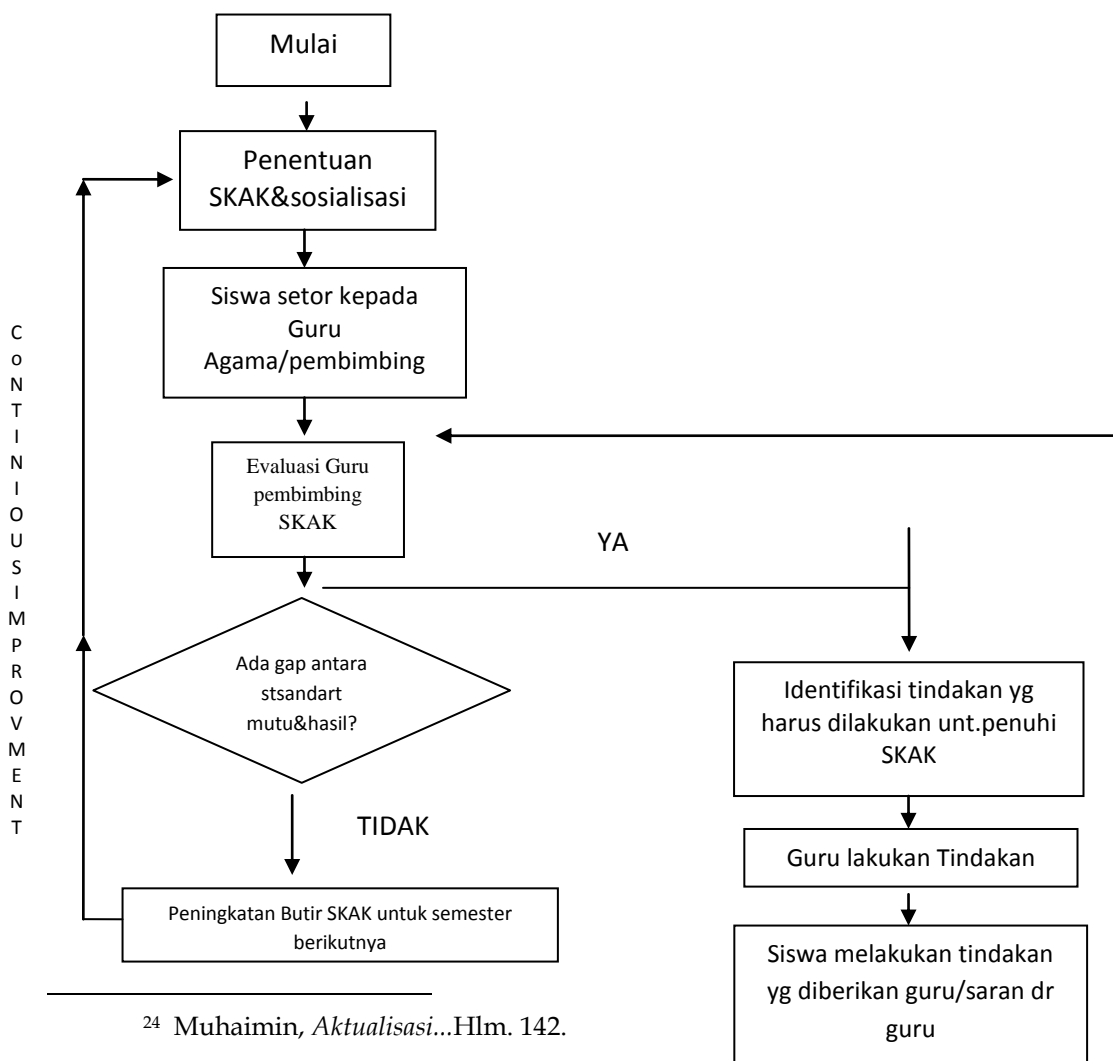 Mulai
Penentuan
SKAK&sosialisasi
Siswa setor kepada
Guru
Agama/pembimbing
Evaluasi Guru
pembimbing
SKAK
YA
Ada gap antara
stsandart
mutu&hasil?
TIDAK
Peningkatan Butir SKAK untuk semester
berikutnya
C
o
N
T
I
N
I
O
U
S
I
M
P
R
O
V
M
E
N
T
Identifikasi tindakan yg
harus dilakukan unt.penuhi
SKAK
Guru lakukan Tindakan
Siswa melakukan tindakan
yg diberikan guru/saran dr
guru
24 Muhaimin, Aktualisasi...Hlm. 142.